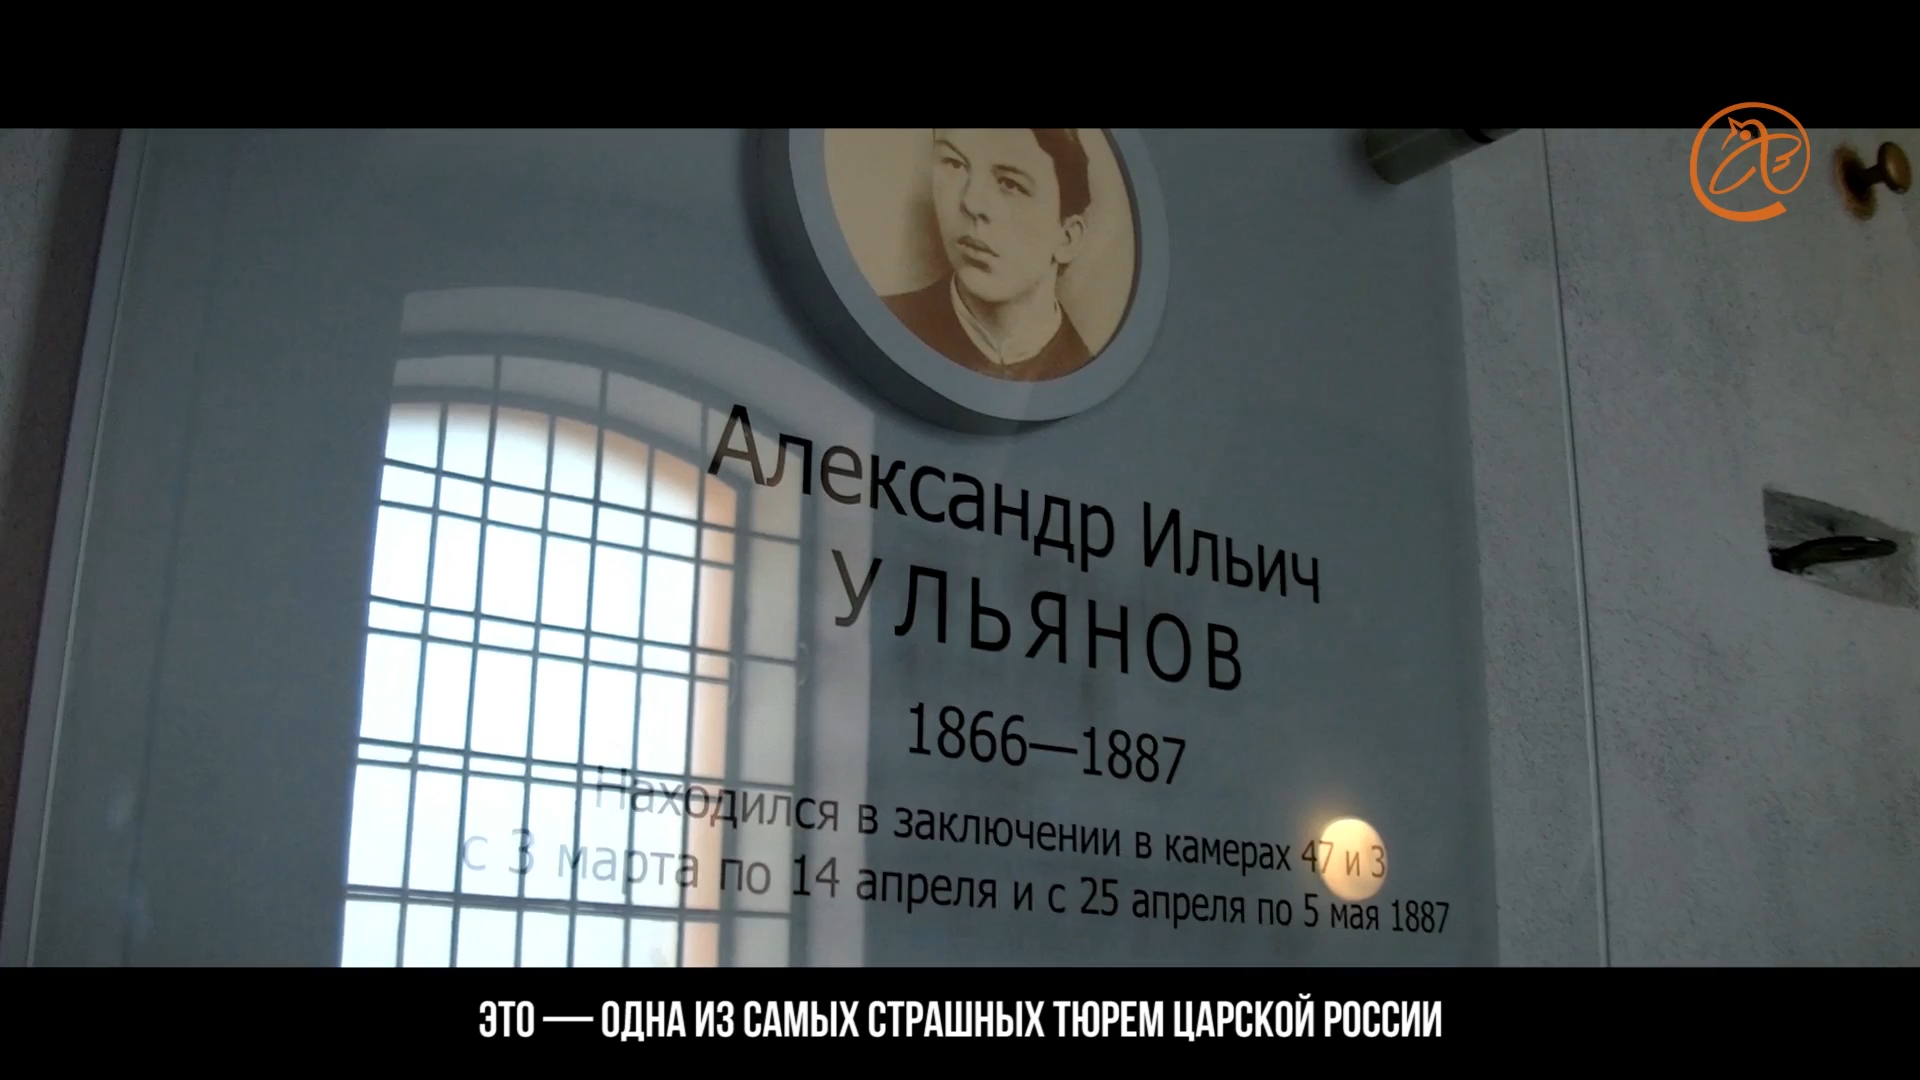 Александр Ильич
УЛЬЯНОВ
1866—1887
Находился в заключении в камерах 47 и 3
с 3 марта по 14 апреля и с 25 апреля по 5 мая 1887
ЭТО — ОДНА ИЗ САМЫХ СТРАШНЫХ ТЮРЕМ ЦАРСКОЙ РОССИИ